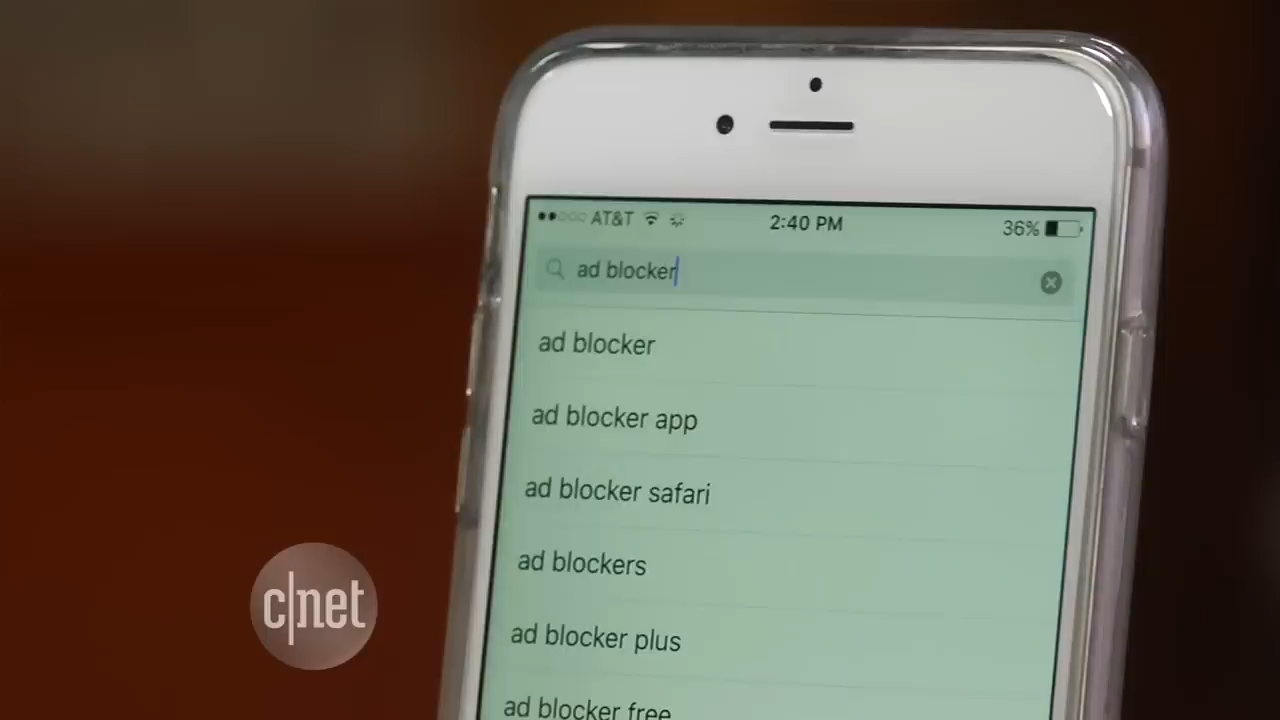 AT&T 2:40 PM 36%
ad blocker
ad blocker
ad blocker app
ad blocker safari
ad blockers
ad blocker plus
ad blocker free
c|net